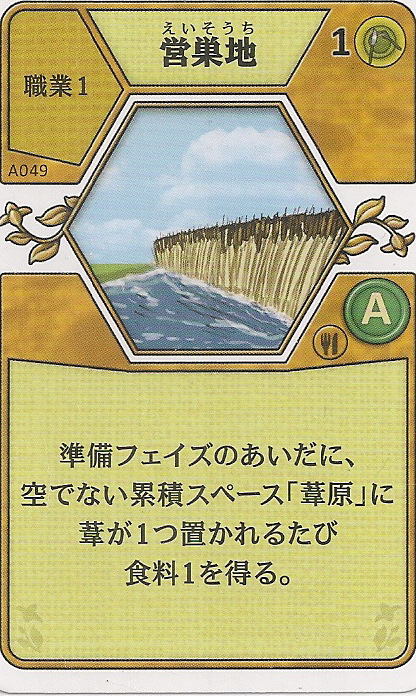 えいそうち
営巣地
1
職業1
A049
A
準備フェイズのあいだに、
空でない累積スペース「葦原」に
葦が1つ置かれるたび
食料1を得る。